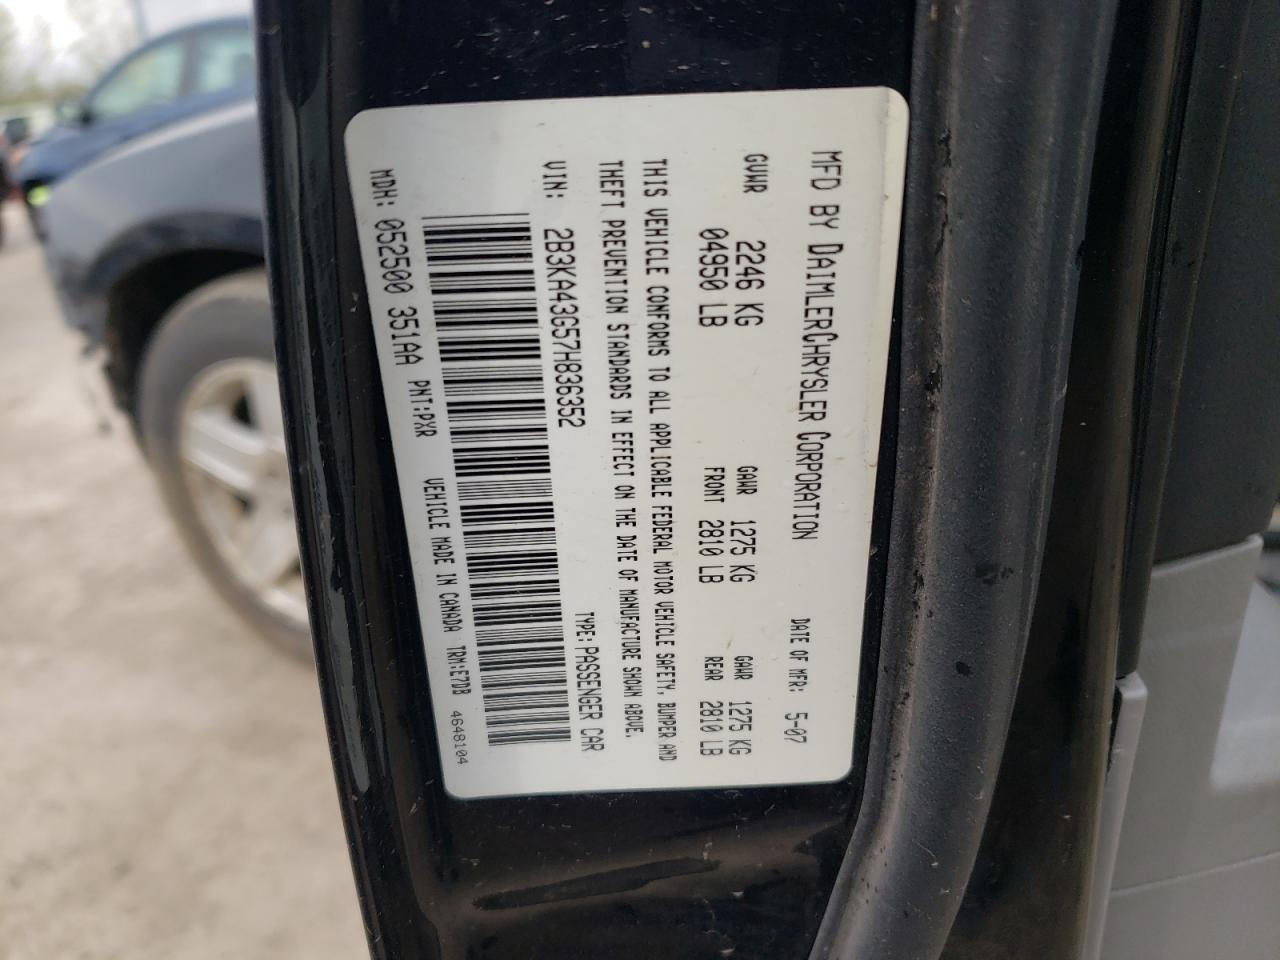 MFD BY DAIMLERCHRYSLER CORPORATION DATE OF MFR: 5-07
GVWR 2246 KG GAWR 1275 KG GAWR 1275 KG
04950 LB FRONT 2810 LB REAR 2810 LB
THIS VEHICLE CONFORMS TO ALL APPLICABLE FEDERAL MOTOR VEHICLE SAFETY, BUMPER AND
THEFT PREVENTION STANDARDS IN EFFECT ON THE DATE OF MANUFACTURE SHOWN ABOVE.
VIN: 2B3KA43G57H836352 TYPE: PASSENGER CAR
MDH: 052500 351AA PNT:PXR VEHICLE MADE IN CANADA TRM:E7DB 4648104